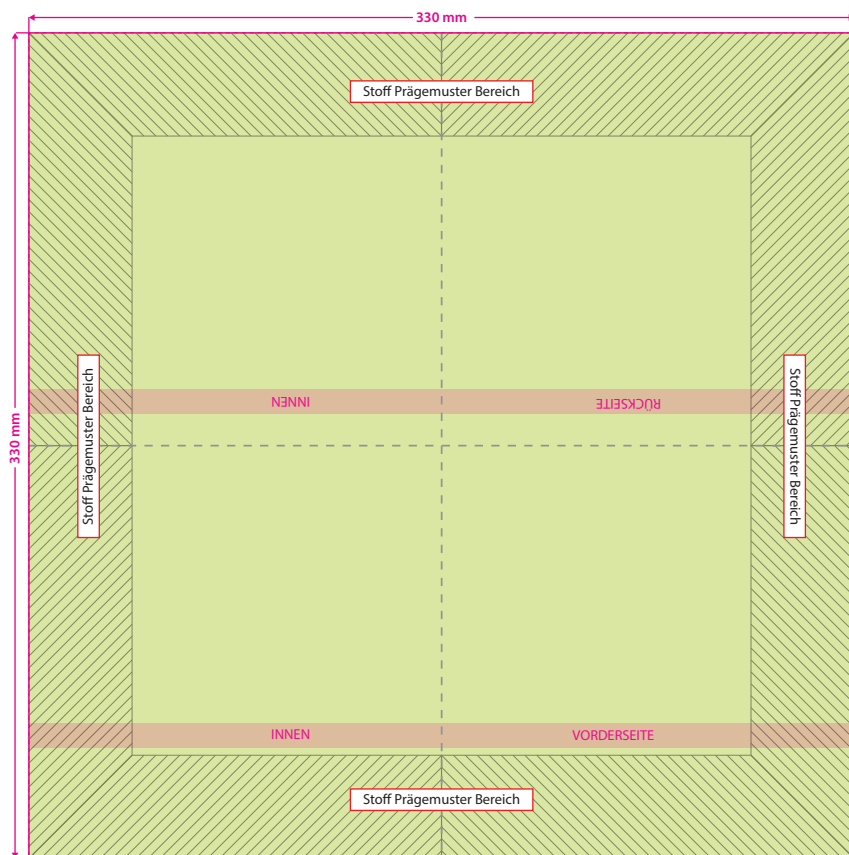 330 mm
Stoff Prägemuster Bereich
330 mm
Stoff Prägemuster Bereich
INNEN
RÜCKSEITE
Stoff Prägemuster Bereich
INNEN
VORDERSEITE
Stoff Prägemuster Bereich